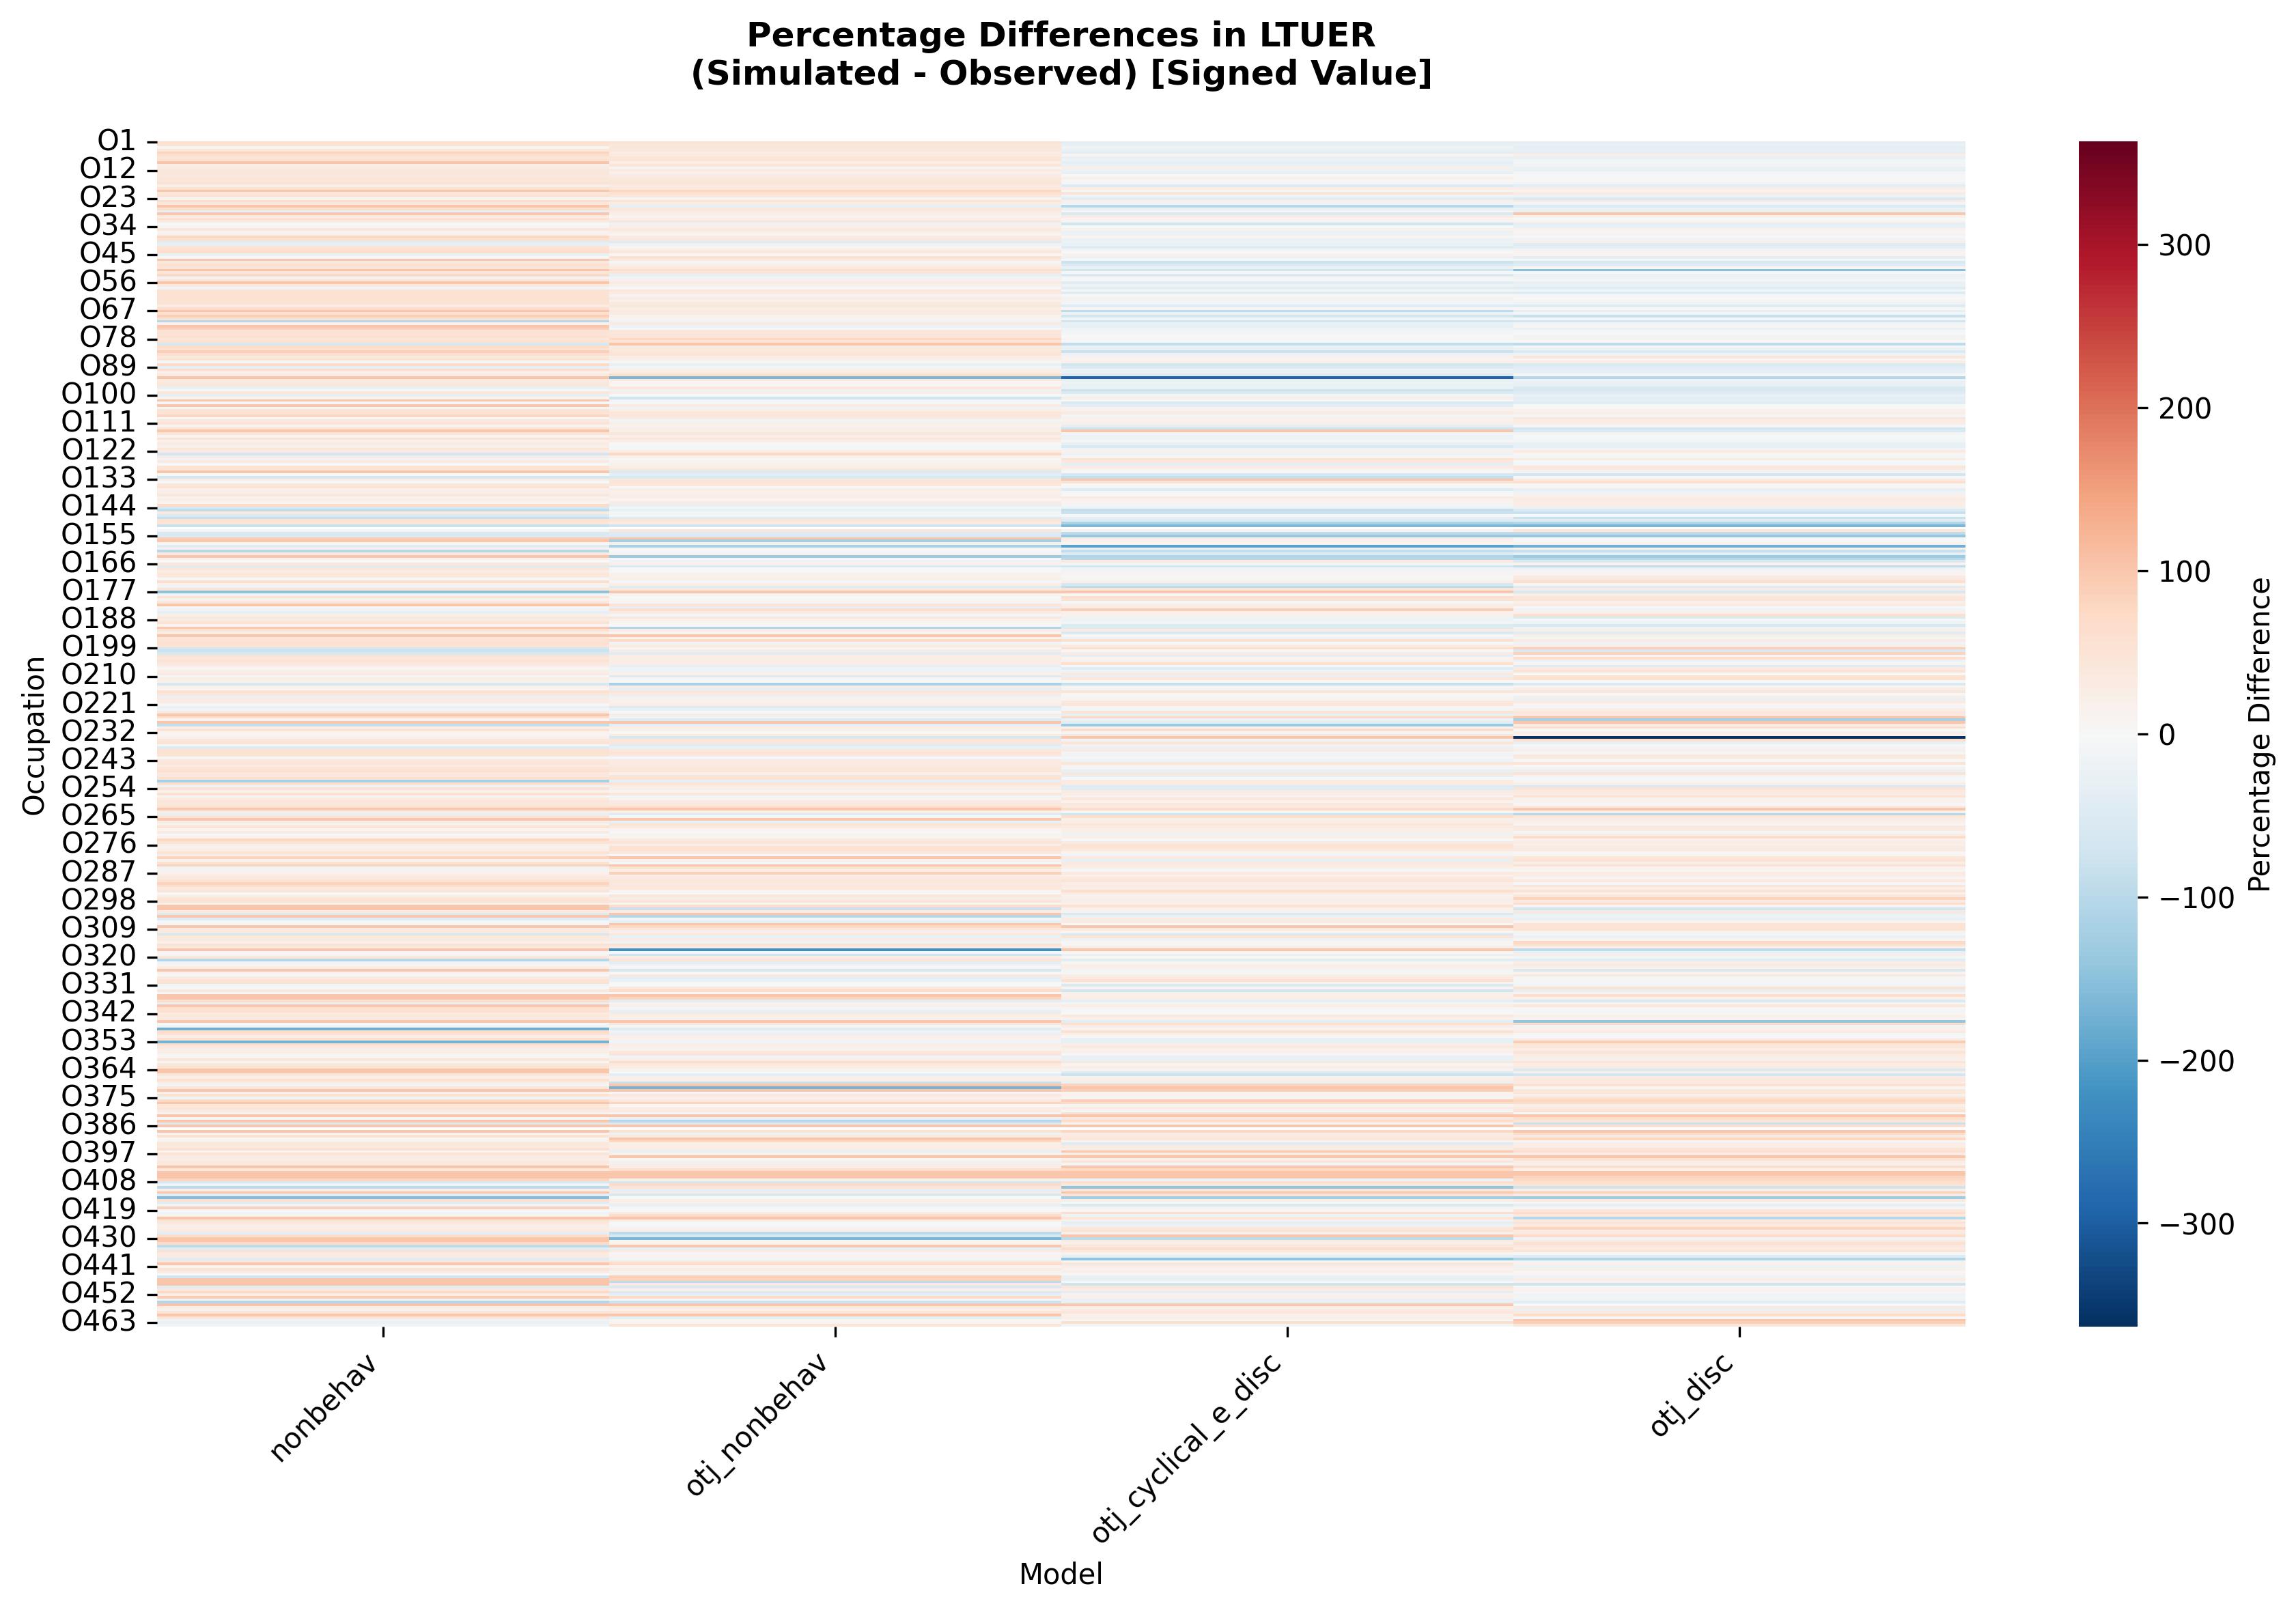 Percentage Differences in LTUER
(Simulated - Observed) [Signed Value]
O1
O12
O23
O34
O45
O56
O67
O78
O89
O100
O111
O122
O133
O144
O155
O166
O177
O188
O199
O210
O221
O232
O243
O254
O265
O276
O287
O298
O309
O320
O331
O342
O353
O364
O375
O386
O397
O408
O419
O430
O441
O452
O463
Occupation
nonbehav
otj_nonbehav
otj_cyclical_e_disc
otj_disc
Model
300
200
100
0
−100
−200
−300
Percentage Difference